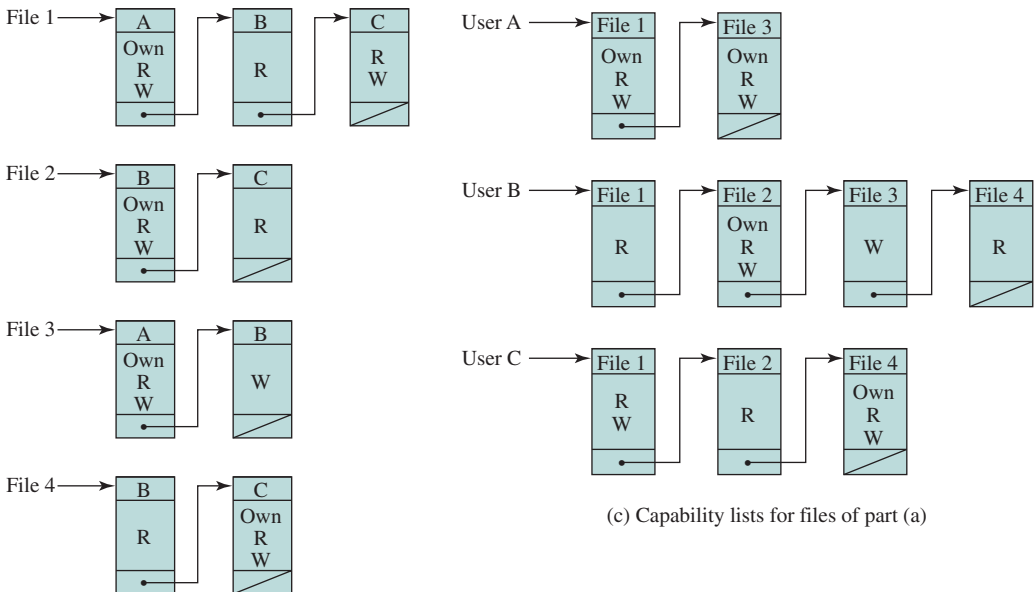 File 1
A
Own
R
W
B
R
C
R
W
File 2
B
Own
R
W
C
R
File 3
A
Own
R
W
B
W
File 4
B
R
C
Own
R
W
User A
File 1
Own
R
W
File 3
Own
R
W
User B
File 1
R
File 2
Own
R
W
File 3
W
File 4
R
User C
File 1
R
W
File 2
R
File 4
Own
R
W
(c) Capability lists for files of part (a)